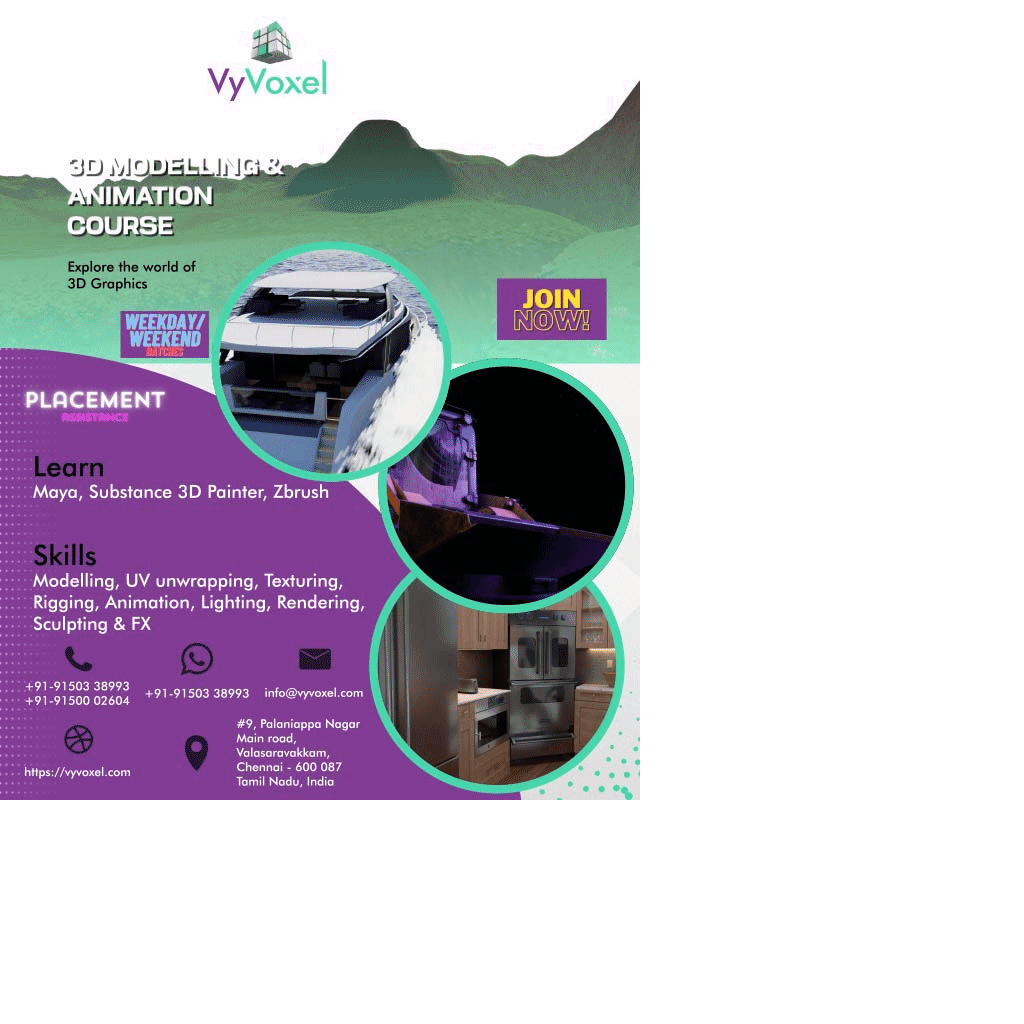 VyVoxel
3D MODELLING &
ANIMATION
COURSE
Explore the world of
3D Graphics
JOIN
NOW!
WEEKDAY/
WEEKEND
BATCHES
PLACEMENT
ASSISTANCE
Learn
Maya, Substance 3D Painter, Zbrush
Skills
Modelling, UV unwrapping, Texturing,
Rigging, Animation, Lighting, Rendering,
Sculpting & FX
+91-91503 38993
+91-91500 02604
+91-91503 38993
info@vyvoxel.com
https://vyvoxel.com
#9, Palaniappa Nagar
Main road,
Valasaravakkam,
Chennai - 600 087
Tamil Nadu, India